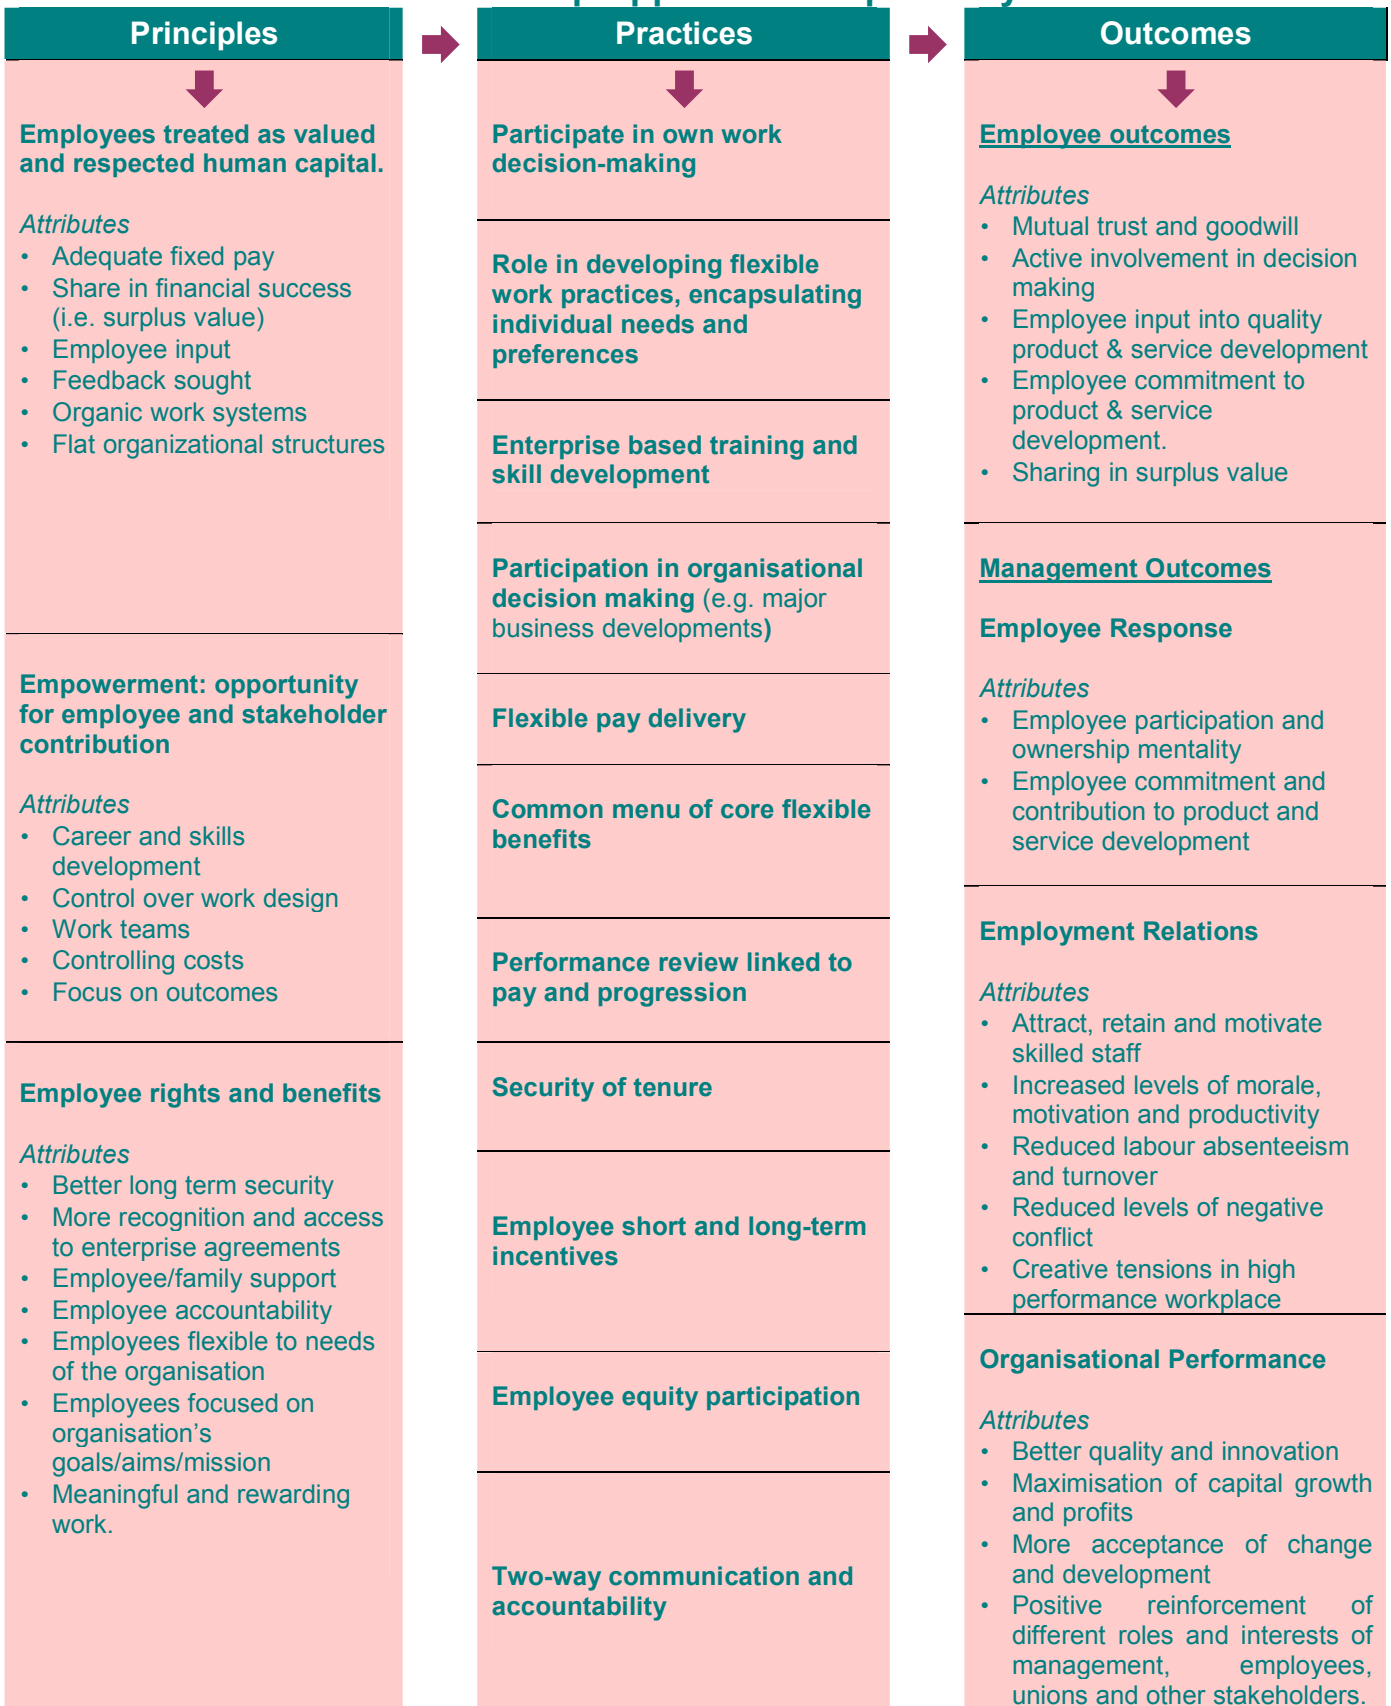 Principles
Employees treated as valued
and respected human capital.
Attributes
• Adequate fixed pay
• Share in financial success
(i.e. surplus value)
• Employee input
• Feedback sought
• Organic work systems
• Flat organizational structures
Empowerment: opportunity
for employee and stakeholder
contribution
Attributes
• Career and skills
development
• Control over work design
• Work teams
• Controlling costs
• Focus on outcomes
Employee rights and benefits
Attributes
• Better long term security
• More recognition and access
to enterprise agreements
• Employee/family support
• Employee accountability
• Employees flexible to needs
of the organisation
• Employees focused on
organisation’s
goals/aims/mission
• Meaningful and rewarding
work.
Practices
Participate in own work
decision-making
Role in developing flexible
work practices, encapsulating
individual needs and
preferences
Enterprise based training and
skill development
Participation in organisational
decision making (e.g. major
business developments)
Flexible pay delivery
Common menu of core flexible
benefits
Performance review linked to
pay and progression
Security of tenure
Employee short and long-term
incentives
Employee equity participation
Two-way communication and
accountability
Outcomes
Employee outcomes
Attributes
• Mutual trust and goodwill
• Active involvement in decision
making
• Employee input into quality
product & service development
• Employee commitment to
product & service
development.
• Sharing in surplus value
Management Outcomes
Employee Response
Attributes
• Employee participation and
ownership mentality
• Employee commitment and
contribution to product and
service development
Employment Relations
Attributes
• Attract, retain and motivate
skilled staff
• Increased levels of morale,
motivation and productivity
• Reduced labour absenteeism
and turnover
• Reduced levels of negative
conflict
• Creative tensions in high
performance workplace
Organisational Performance
Attributes
• Better quality and innovation
• Maximisation of capital growth
and profits
• More acceptance of change
and development
• Positive reinforcement of
different roles and interests of
management, employees,
unions and other stakeholders.